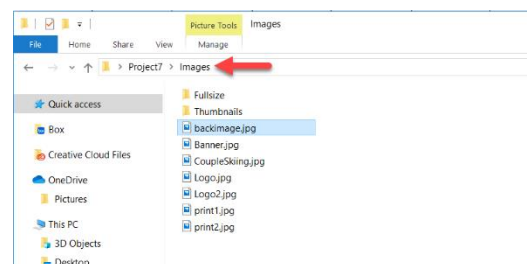 Picture Tools Images
File Home Share View Manage
Project7 > Images
Quick access
Box
Creative Cloud Files
OneDrive
Pictures
This PC
3D Objects
Desktop
Fullsize
Thumbnails
backimage.jpg
Banner.jpg
CoupleSkiing.jpg
Logo.jpg
Logo2.jpg
print1.jpg
print2.jpg